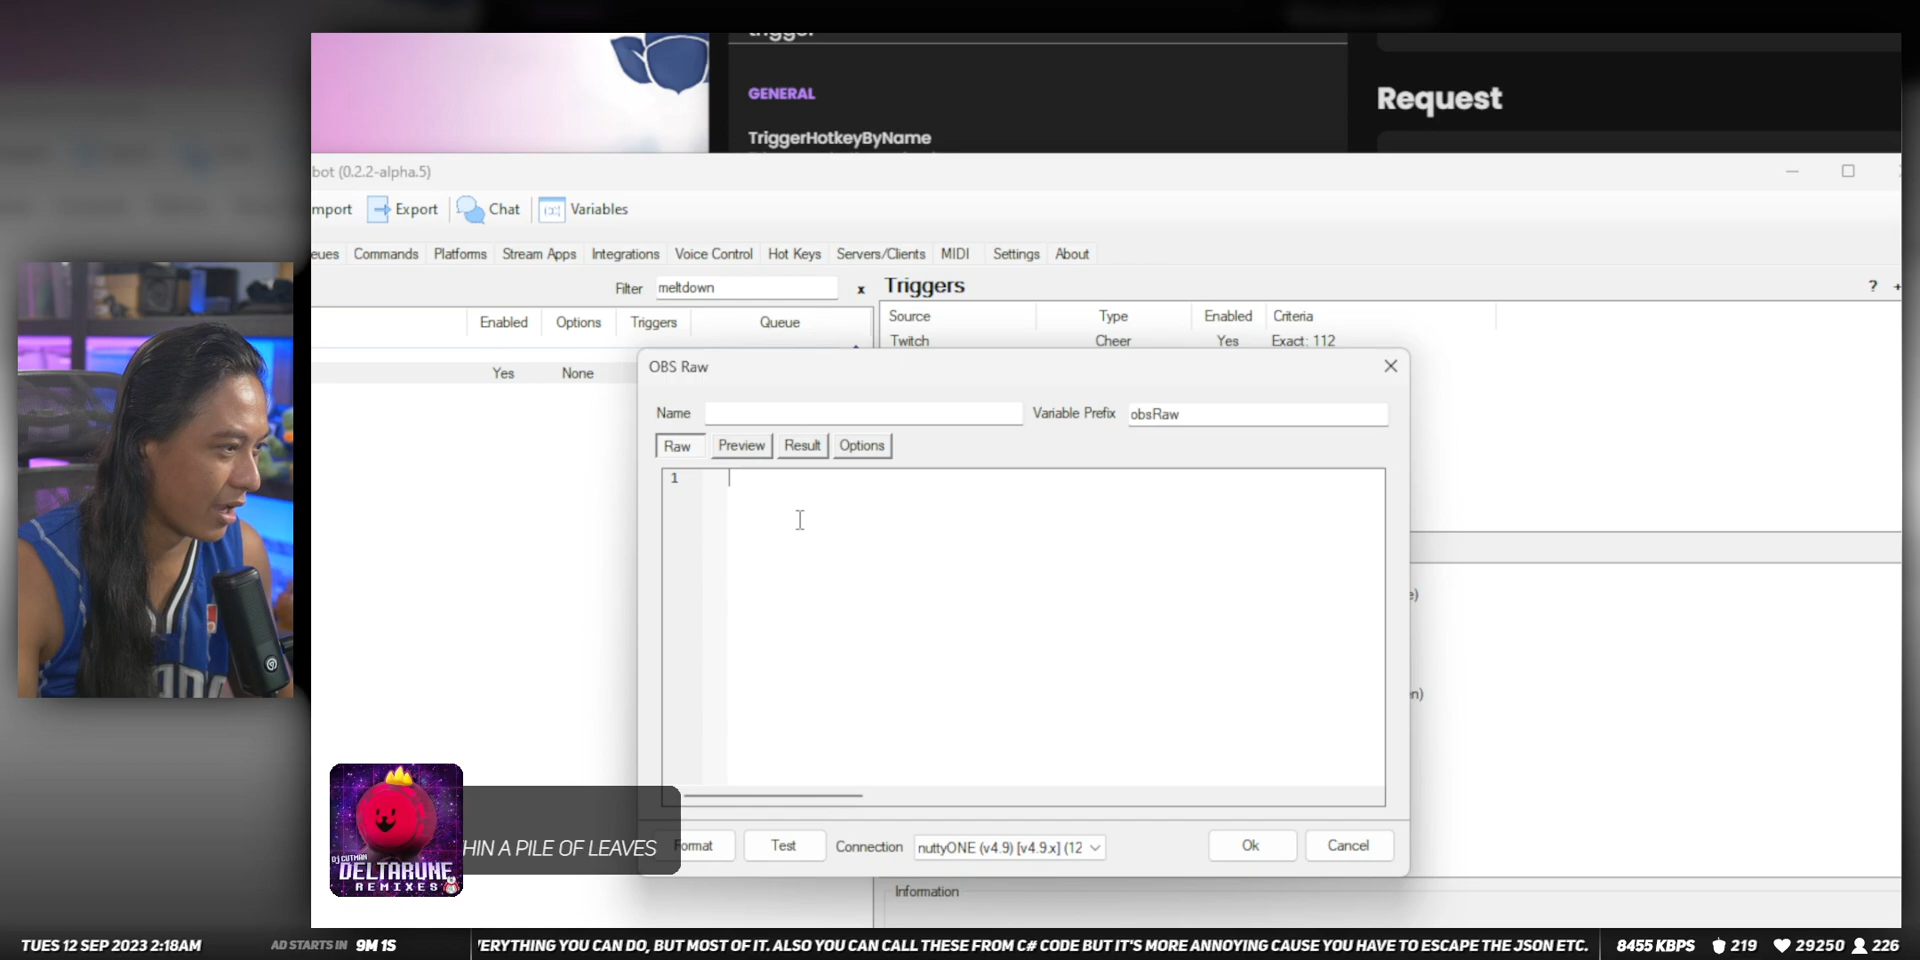 GENERAL
TriggerHotkeyByName
Request
bot (0.2.2-alpha.5)
mport Export Chat Variables
eues Commands Platforms Stream Apps Integrations Voice Control Hot Keys Servers/Clients MIDI Settings About
Filter meltdown x
Triggers ? +
Enabled Options Triggers Queue
Source Type Enabled Criteria
Twitch Cheer Yes Exact: 112
Yes None
OBS Raw
Name Variable Prefix obsRaw
Raw Preview Result Options
1
e)
n)
Format Test Connection nuttyONE (v4.9) [v4.9.x] (12 Ok Cancel
HIN A PILE OF LEAVES
Dj CUTMAN
DELTARUNE
REMIXES
Information
TUES 12 SEP 2023 2:18AM AD STARTS IN 9M 1S 'ERYTHING YOU CAN DO, BUT MOST OF IT. ALSO YOU CAN CALL THESE FROM C# CODE BUT IT'S MORE ANNOYING CAUSE YOU HAVE TO ESCAPE THE JSON ETC. 8455 KBPS 219 29250 226